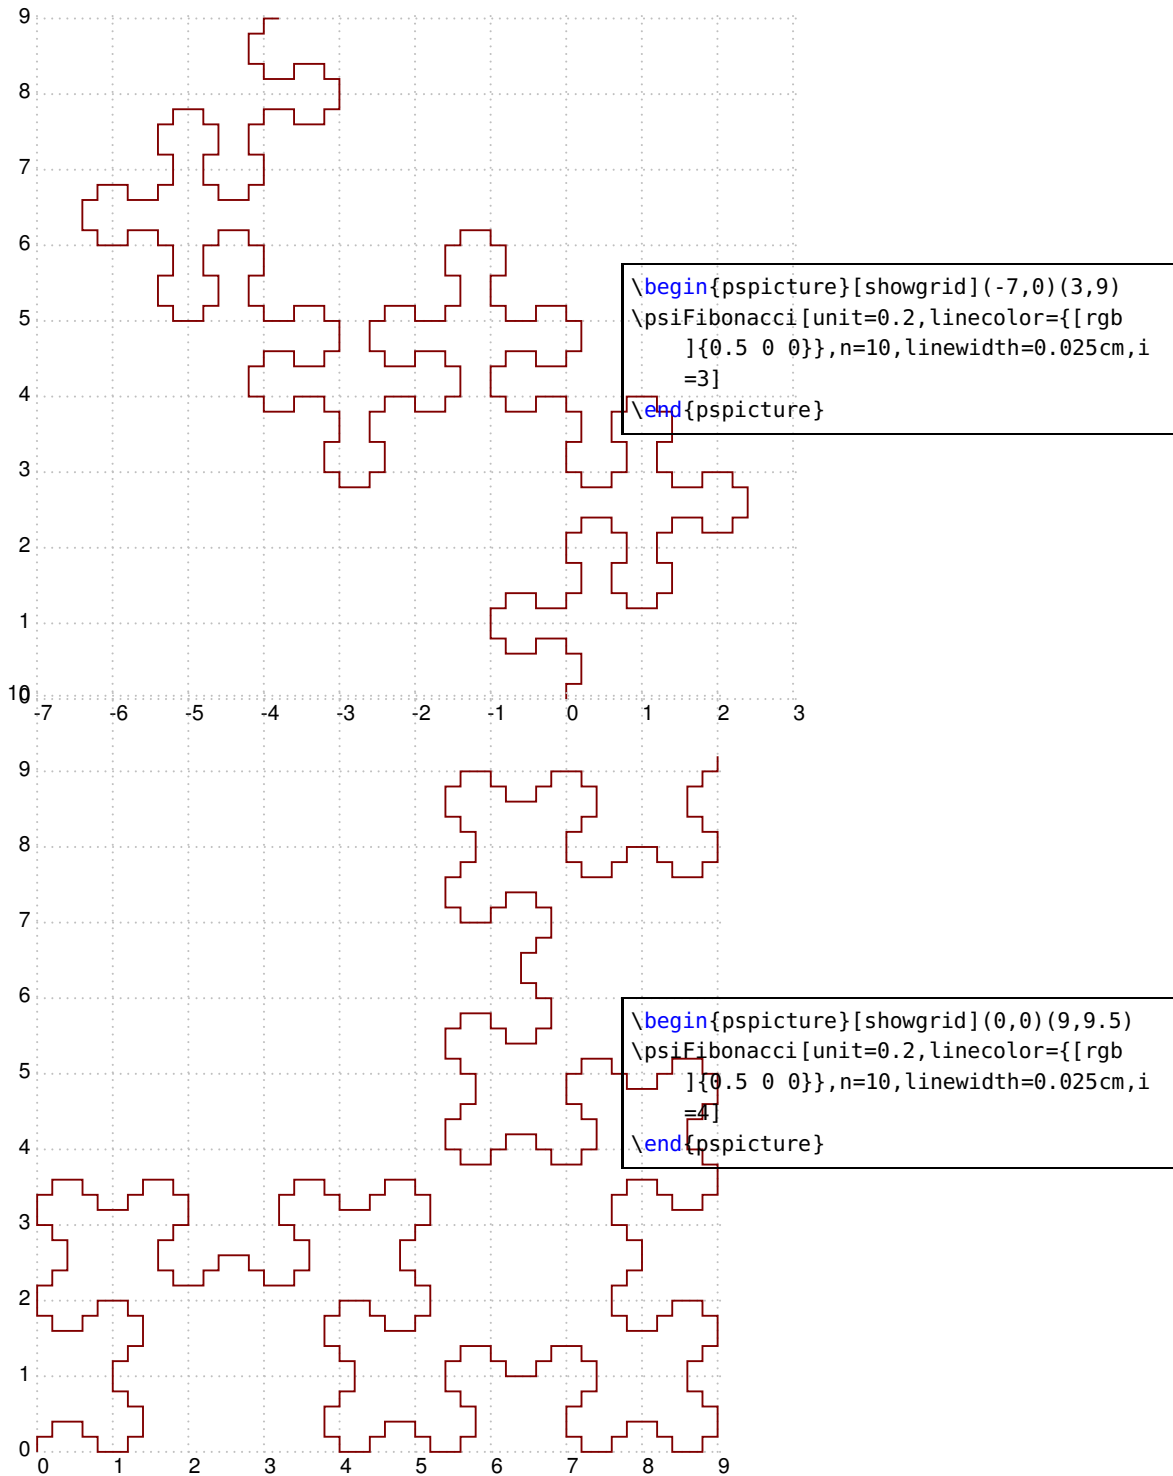 9
8
7
6
\begin{pspicture}[showgrid](-7,0)(3,9)
\psiFibonacci[unit=0.2,linecolor={[rgb
5
]{0.5 0 0}},n=10,linewidth=0.025cm,i
=3]
4
\end{pspicture}
3
2
1
0
10
-7 -6 -5 -4 -3 -2 -1 0 1 2 3
9
8
7
6
\begin{pspicture}[showgrid](0,0)(9,9.5)
\psiFibonacci[unit=0.2,linecolor={[rgb
5
]{0.5 0 0}},n=10,linewidth=0.025cm,i
=4]
4
\end{pspicture}
3
2
1
0
0 1 2 3 4 5 6 7 8 9